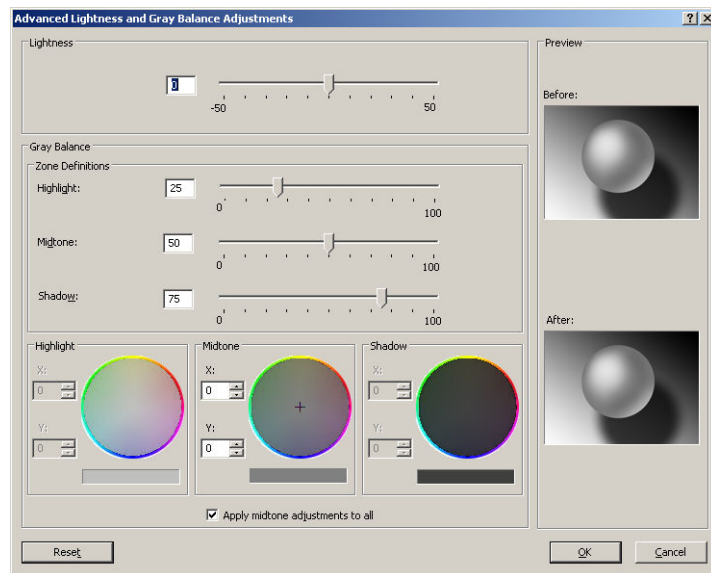 Advanced Lightness and Gray Balance Adjustments
Lightness
0
-50 50
Gray Balance
Zone Definitions
Highlight: 25
0 100
Midtone: 50
0 100
Shadow: 75
0 100
Highlight
X:
0
Y:
0
Midtone
X:
0
Y:
0
Shadow
X:
0
Y:
0
Apply midtone adjustments to all
Preview
Before:
After:
Reset
OK
Cancel